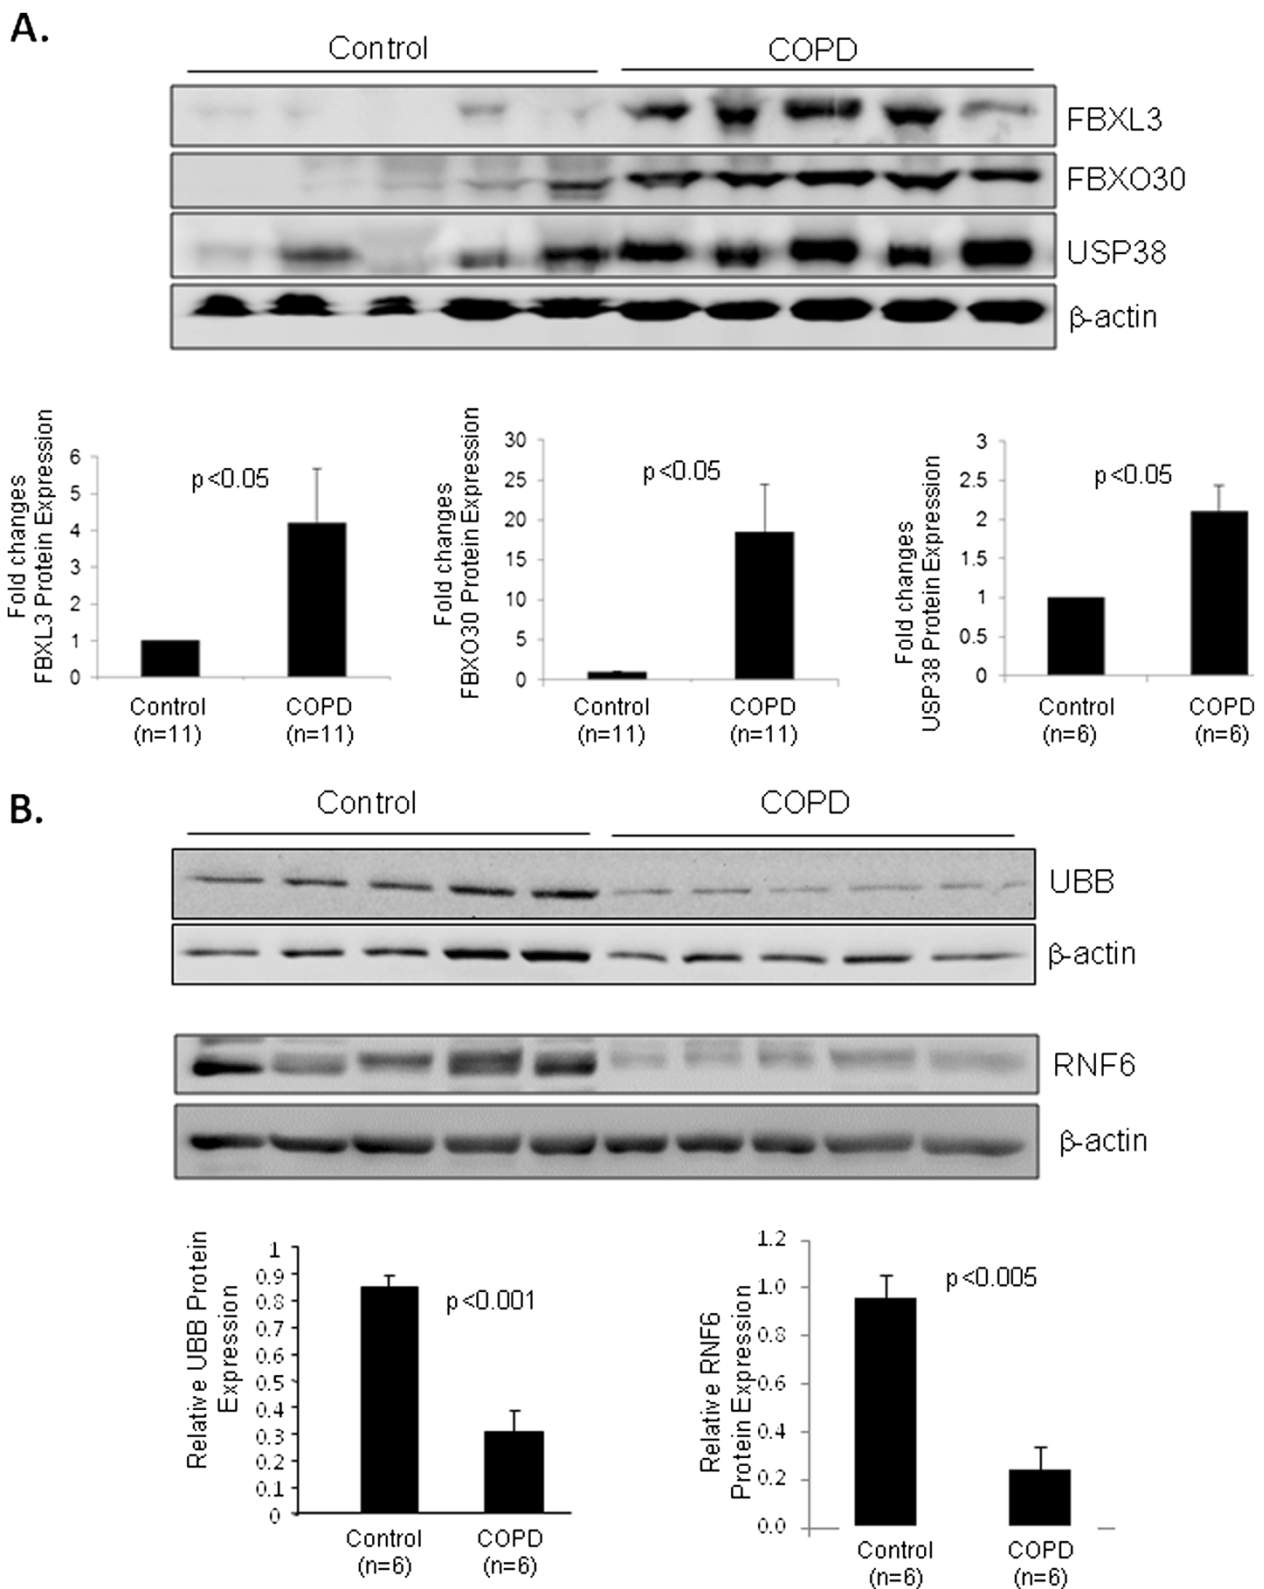 A.
Control COPD
FBXL3
FBXO30
USP38
β-actin
Fold changes
FBXL3 Protein Expression
6
5
4
3
2
1
0
p<0.05
Control
(n=11)
COPD
(n=11)
Fold changes
FBXO30 Protein Expression
30
25
20
15
10
5
0
p<0.05
Control
(n=11)
COPD
(n=11)
Fold changes
USP38 Protein Expression
3
2.5
2
1.5
1
0.5
0
p<0.05
Control
(n=6)
COPD
(n=6)
B.
Control COPD
UBB
β-actin
RNF6
β-actin
Relative UBB Protein
Expression
1
0.9
0.8
0.7
0.6
0.5
0.4
0.3
0.2
0.1
0
p<0.001
Control
(n=6)
COPD
(n=6)
Relative RNF6
Protein Expression
1.2
1.0
0.8
0.6
0.4
0.2
0.0
p<0.005
Control
(n=6)
COPD
(n=6)